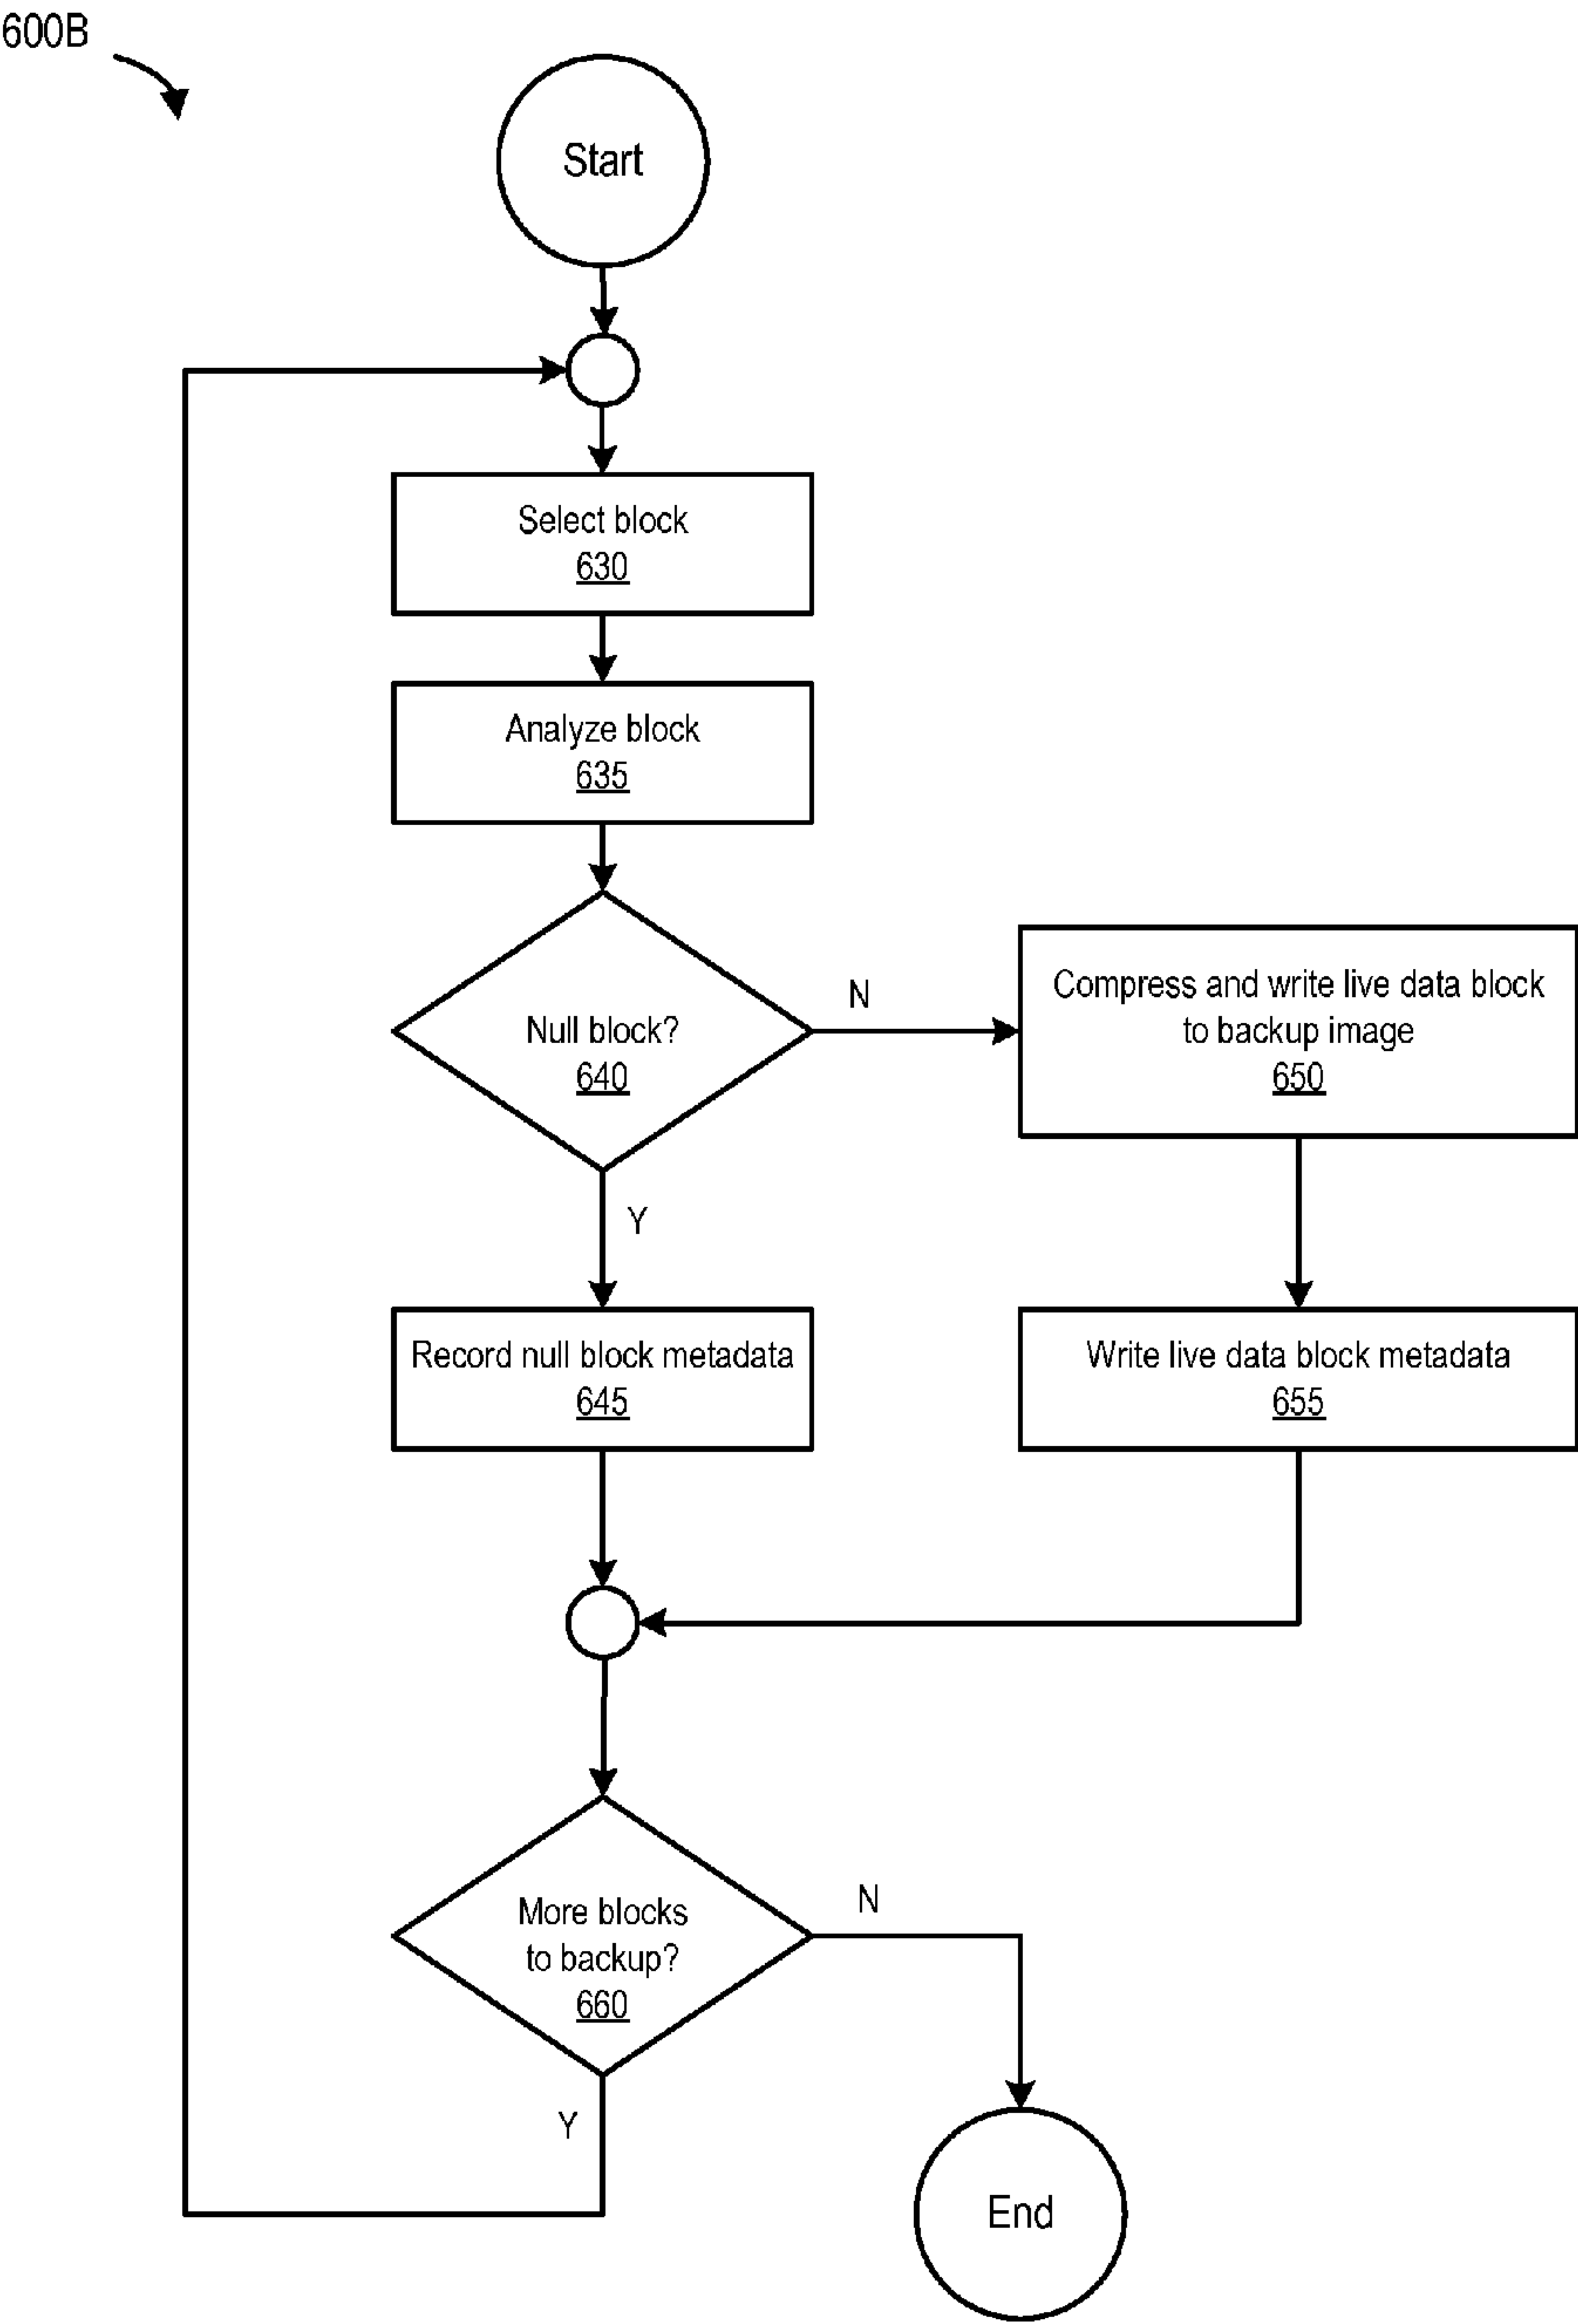 600B
Start
Select block
630
Analyze block
635
Null block?
640
N
Compress and write live data block
to backup image
650
Y
Record null block metadata
645
Write live data block metadata
655
More blocks
to backup?
660
N
Y
End